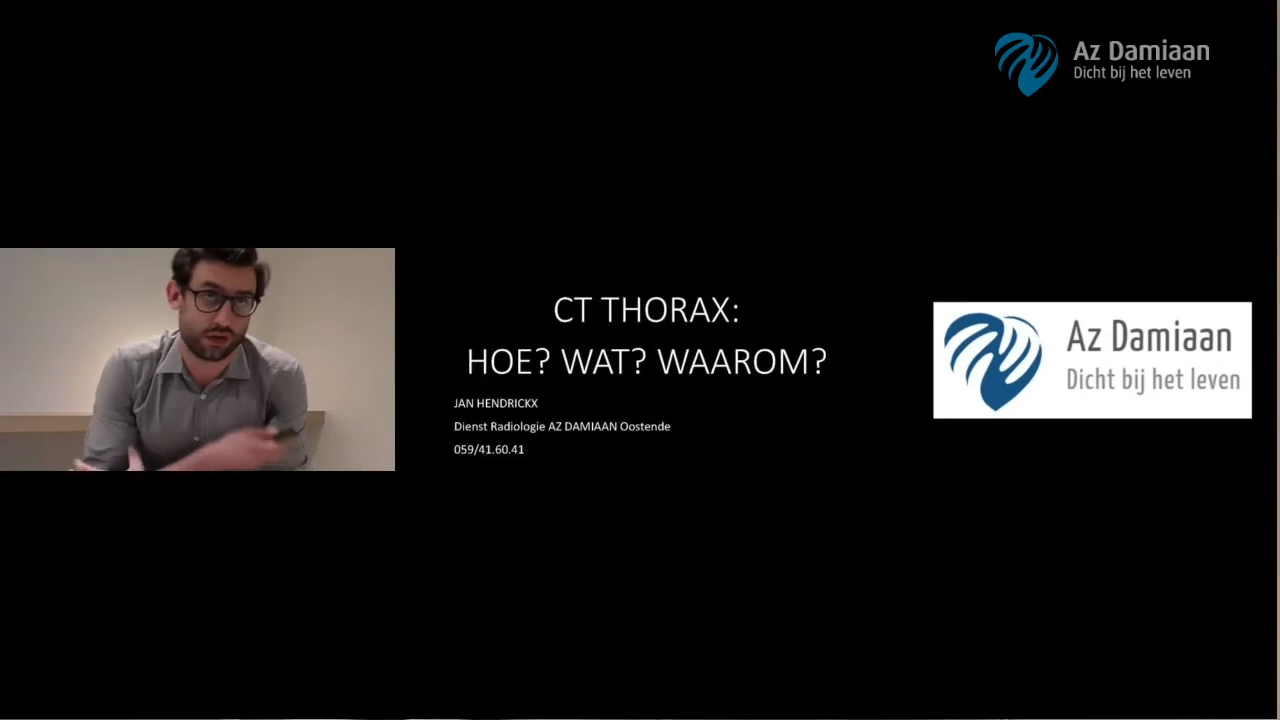 Az Damiaan
Dicht bij het leven
CT THORAX:
HOE? WAT? WAAROM?
JAN HENDRICKX
Dienst Radiologie AZ DAMIAAN Oostende
059/41.60.41
Az Damiaan
Dicht bij het leven